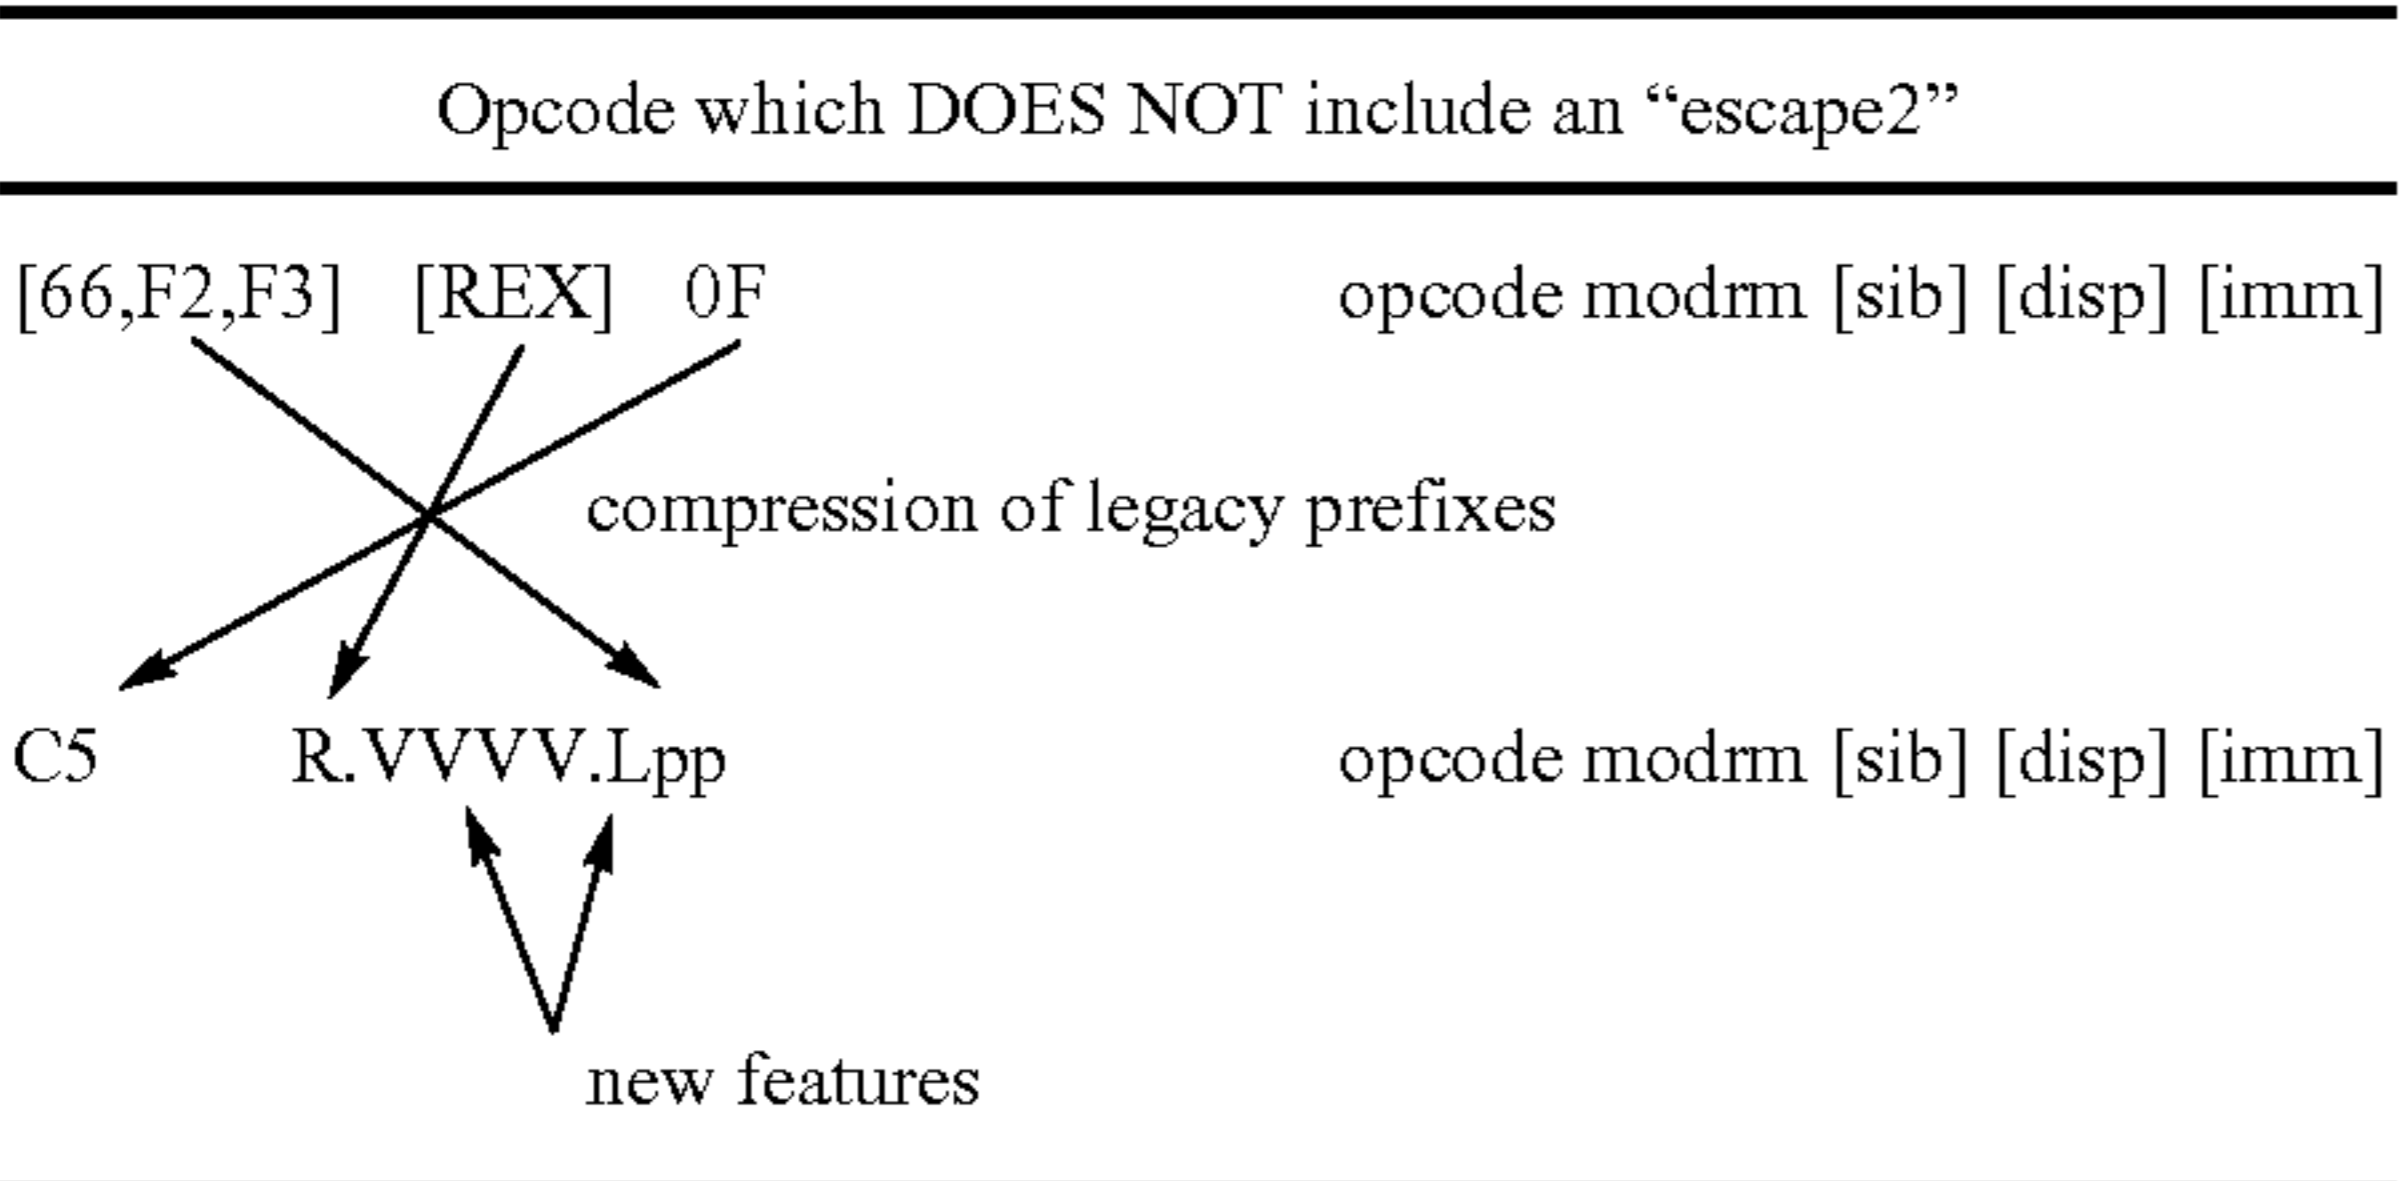 Opcode which DOES NOT include an “escape2”
[66,F2,F3] [REX] 0F opcode modrm [sib] [disp] [imm]
compression of legacy prefixes
C5 R.VVVV.Lpp opcode modrm [sib] [disp] [imm]
new features